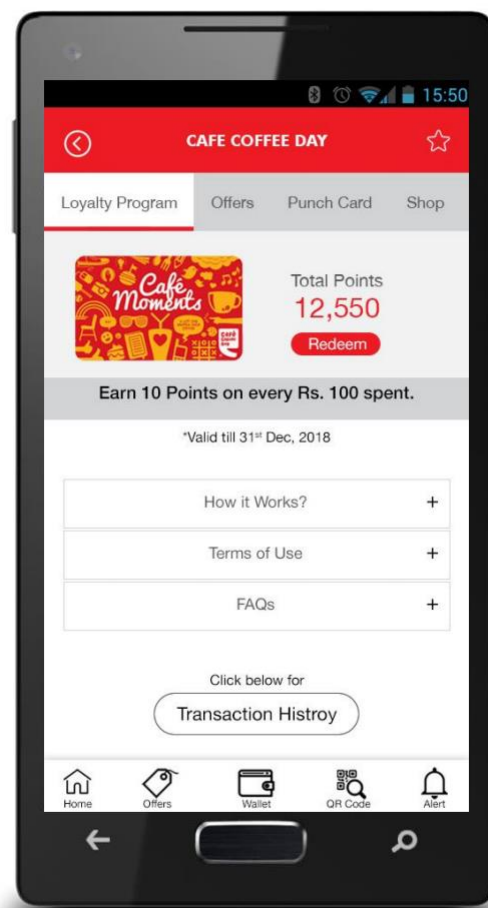 15:50
CAFE COFFEE DAY
Loyalty Program Offers Punch Card Shop
Café
Moments
Total Points
12,550
Redeem
Earn 10 Points on every Rs. 100 spent.
*Valid till 31st Dec, 2018
How it Works? +
Terms of Use +
FAQs +
Click below for
Transaction Histroy
Home Offers Wallet QR Code Alert